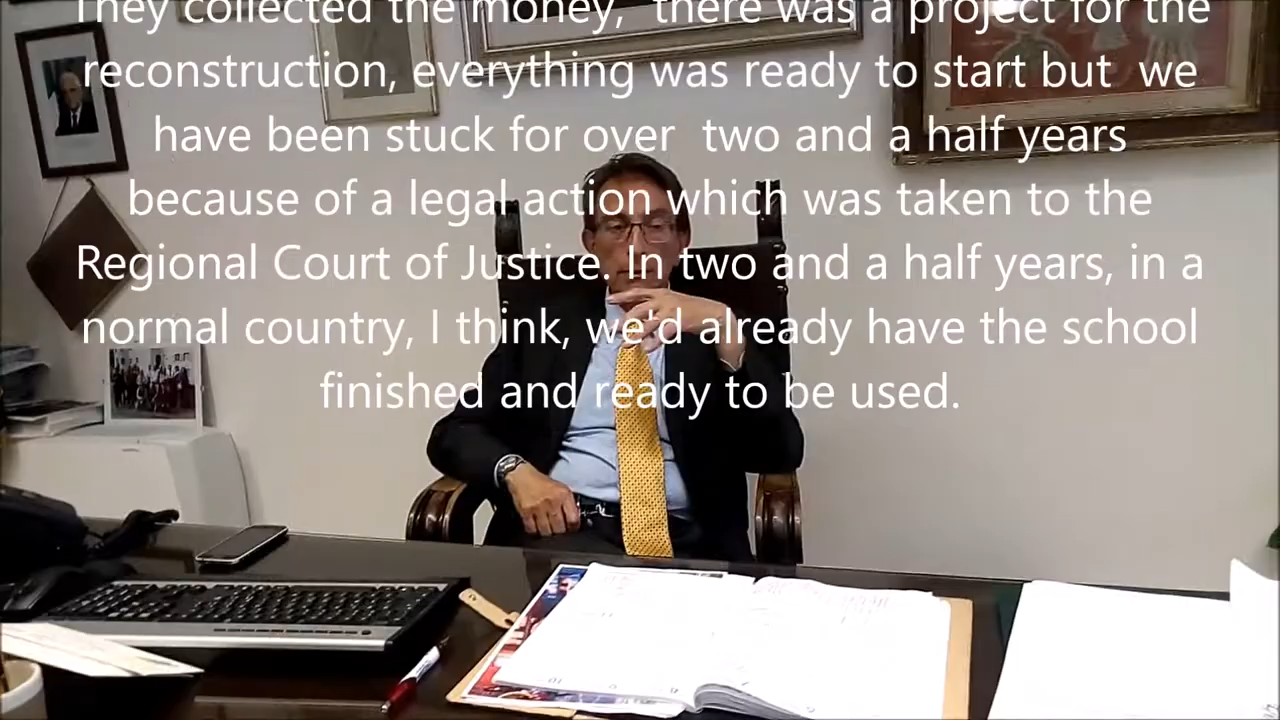 They collected the money, there was a project for the
reconstruction, everything was ready to start but we
have been stuck for over two and a half years
because of a legal action which was taken to the
Regional Court of Justice. In two and a half years, in a
normal country, I think, we'd already have the school
finished and ready to be used.